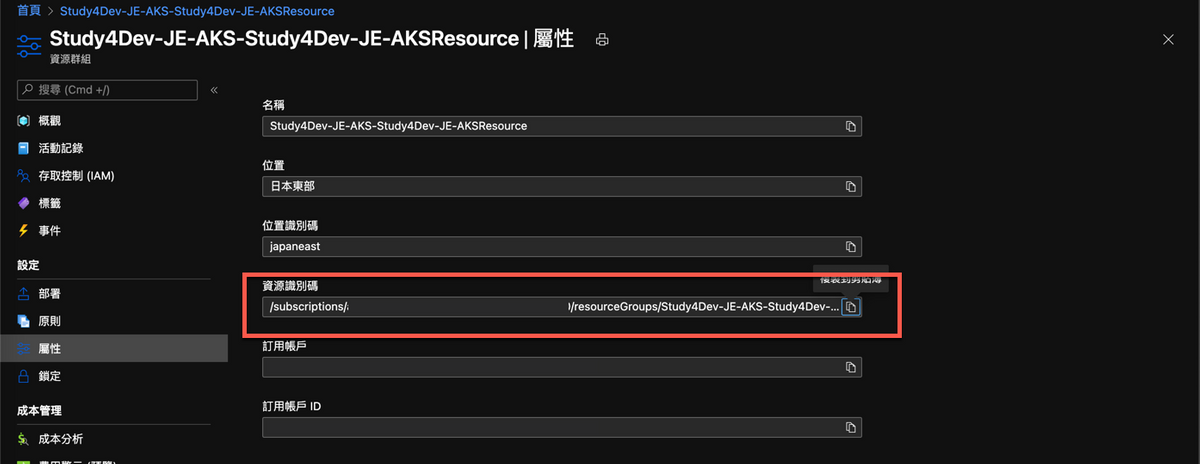 首頁 > Study4Dev-JE-AKS-Study4Dev-JE-AKSResource
Study4Dev-JE-AKS-Study4Dev-JE-AKSResource | 屬性
資源群組
搜尋 (Cmd +/)
概觀
活動記錄
存取控制 (IAM)
標籤
事件
設定
部署
原則
屬性
鎖定
成本管理
成本分析
名稱
Study4Dev-JE-AKS-Study4Dev-JE-AKSResource
位置
日本東部
位置識別碼
japaneast
複製到剪貼簿
資源識別碼
/subscriptions/ /resourceGroups/Study4Dev-JE-AKS-Study4Dev-...
訂用帳戶
訂用帳戶 ID